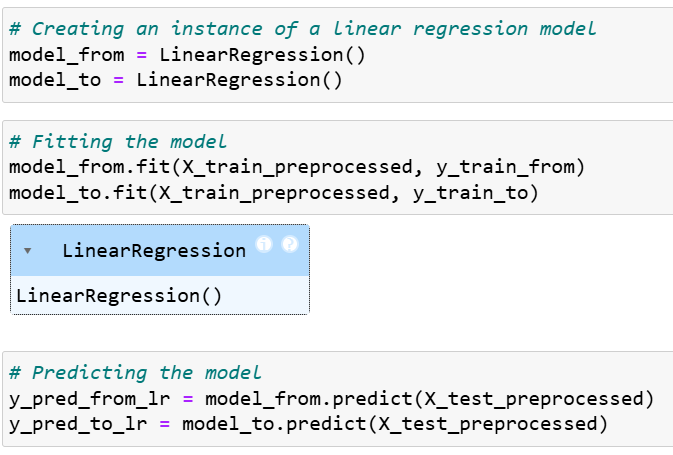 # Creating an instance of a linear regression model
model_from = LinearRegression()
model_to = LinearRegression()
# Fitting the model
model_from.fit(X_train_preprocessed, y_train_from)
model_to.fit(X_train_preprocessed, y_train_to)
▾ LinearRegression i ?
LinearRegression()
# Predicting the model
y_pred_from_lr = model_from.predict(X_test_preprocessed)
y_pred_to_lr = model_to.predict(X_test_preprocessed)